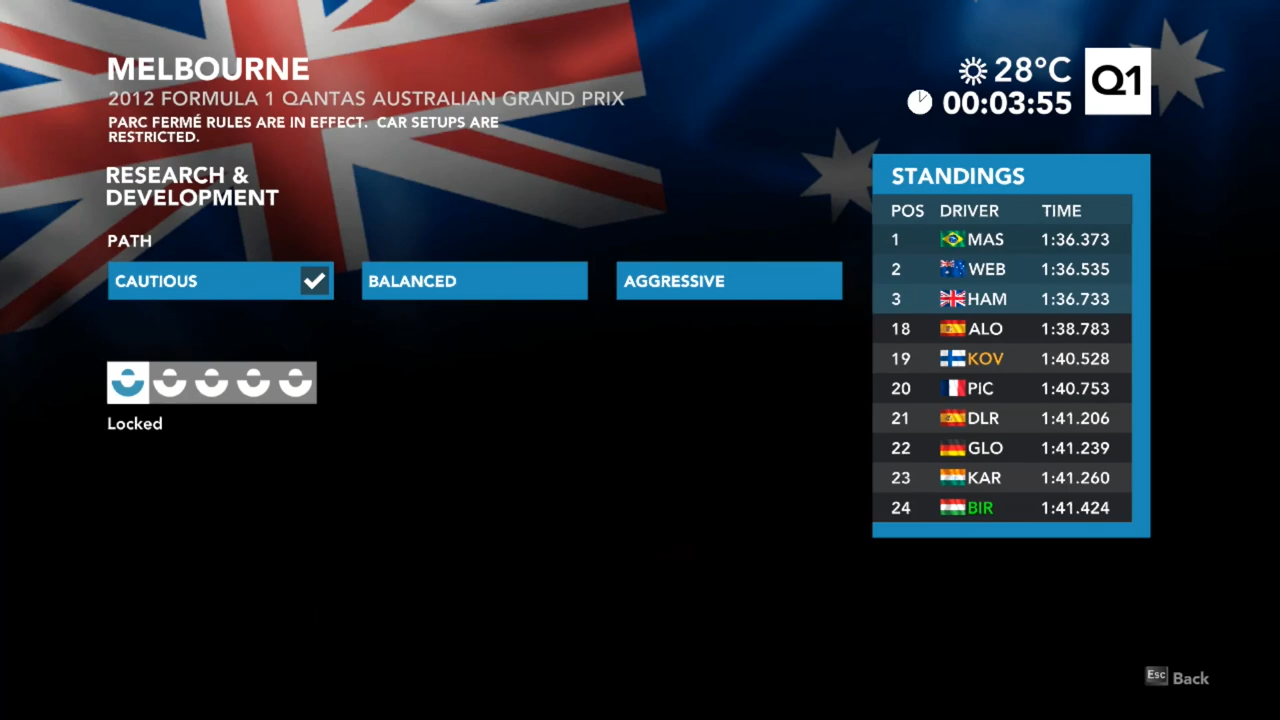 MELBOURNE
2012 FORMULA 1 QANTAS AUSTRALIAN GRAND PRIX
PARC FERMÉ RULES ARE IN EFFECT. CAR SETUPS ARE
RESTRICTED.
28°C
00:03:55
Q1
RESEARCH &
DEVELOPMENT
PATH
CAUTIOUS
BALANCED
AGGRESSIVE
Locked
STANDINGS
POS DRIVER TIME
1 MAS 1:36.373
2 WEB 1:36.535
3 HAM 1:36.733
18 ALO 1:38.783
19 KOV 1:40.528
20 PIC 1:40.753
21 DLR 1:41.206
22 GLO 1:41.239
23 KAR 1:41.260
24 BIR 1:41.424
Esc Back